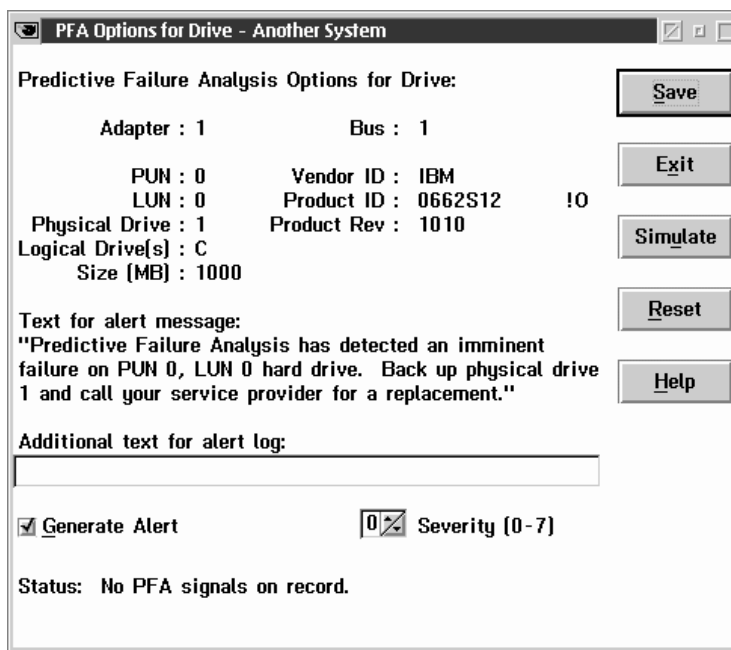 PFA Options for Drive - Another System
Predictive Failure Analysis Options for Drive:
Adapter : 1 Bus : 1
PUN : 0 Vendor ID : IBM
LUN : 0 Product ID : 0662S12 !O
Physical Drive : 1 Product Rev : 1010
Logical Drive(s) : C
Size (MB) : 1000
Text for alert message:
"Predictive Failure Analysis has detected an imminent
failure on PUN 0, LUN 0 hard drive. Back up physical drive
1 and call your service provider for a replacement."
Additional text for alert log:
Generate Alert 0 Severity (0-7)
Status: No PFA signals on record.
Save
Exit
Simulate
Reset
Help